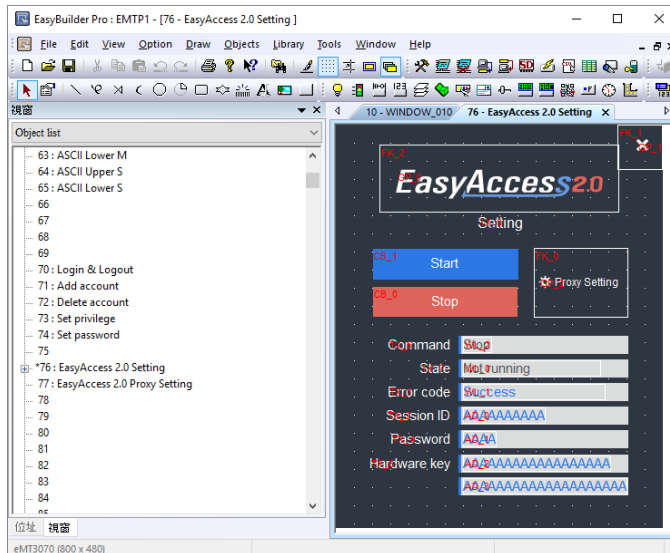 EasyBuilder Pro : EMTP1 - [76 - EasyAccess 2.0 Setting ]
File Edit View Option Draw Objects Library Tools Window Help
視窗
Object list
63 : ASCII Lower M
64 : ASCII Upper S
65 : ASCII Lower S
66
67
68
69
70 : Login & Logout
71 : Add account
72 : Delete account
73 : Set privilege
74 : Set password
75
*76 : EasyAccess 2.0 Setting
77 : EasyAccess 2.0 Proxy Setting
78
79
80
81
82
83
84
85
位址 視窗
10 - WINDOW_010 76 - EasyAccess 2.0 Setting
FK_1
FK_2
EasyAccess2.0
Setting
CB_1
Start
FK_0
Proxy Setting
CB_0
Stop
Command Stop
State Not running
Error code Success
Session ID AAAAAAAAA
Password AAAA
Hardware key AAAAAAAAAAAAAAAA
eMT3070 (800 x 480)